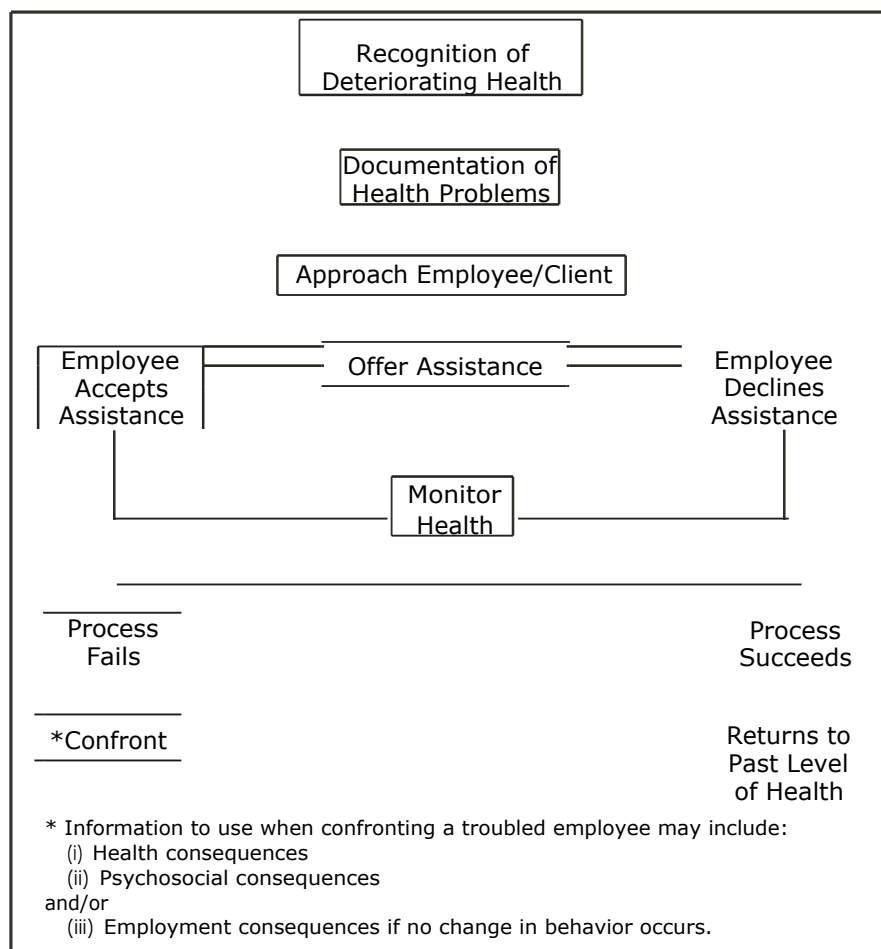 Recognition of
Deteriorating Health
Documentation of
Health Problems
Approach Employee/Client
Employee
Accepts
Assistance
Offer Assistance
Employee
Declines
Assistance
Monitor
Health
Process
Fails
Process
Succeeds
*Confront
Returns to
Past Level
of Health
* Information to use when confronting a troubled employee may include:
(i) Health consequences
(ii) Psychosocial consequences
and/or
(iii) Employment consequences if no change in behavior occurs.